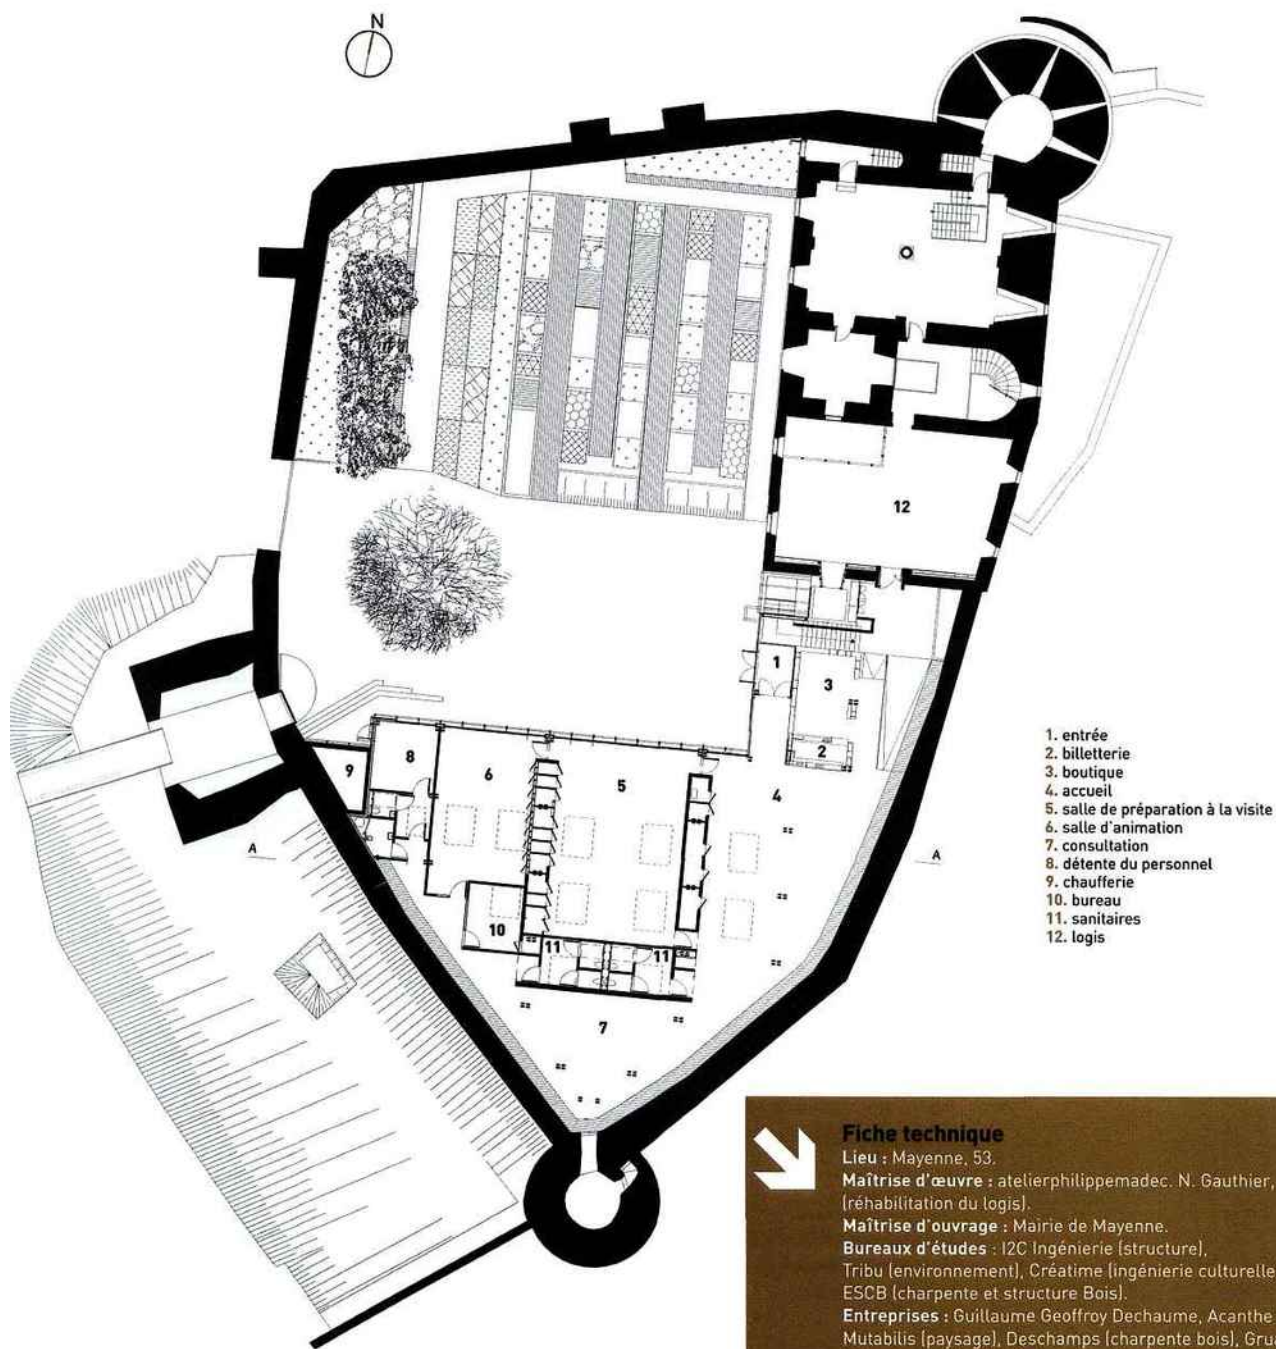 N
12
1
3
2
9
8
6
5
4
A
A
10
11
11
7
1. entrée
2. billetterie
3. boutique
4. accueil
5. salle de préparation à la visite
6. salle d'animation
7. consultation
8. détente du personnel
9. chaufferie
10. bureau
11. sanitaires
12. logis
Fiche technique
Lieu : Mayenne, 53.
Maîtrise d'œuvre : atelierphilippemadec. N. Gauthier,
(réhabilitation du logis).
Maîtrise d'ouvrage : Mairie de Mayenne.
Bureaux d'études : I2C Ingénierie (structure),
Tribu (environnement), Créatime (ingénierie culturelle
ESCB (charpente et structure Bois).
Entreprises : Guillaume Geoffroy Dechaume, Acanthe
Mutabilis (paysage), Deschamps (charpente bois), Grua